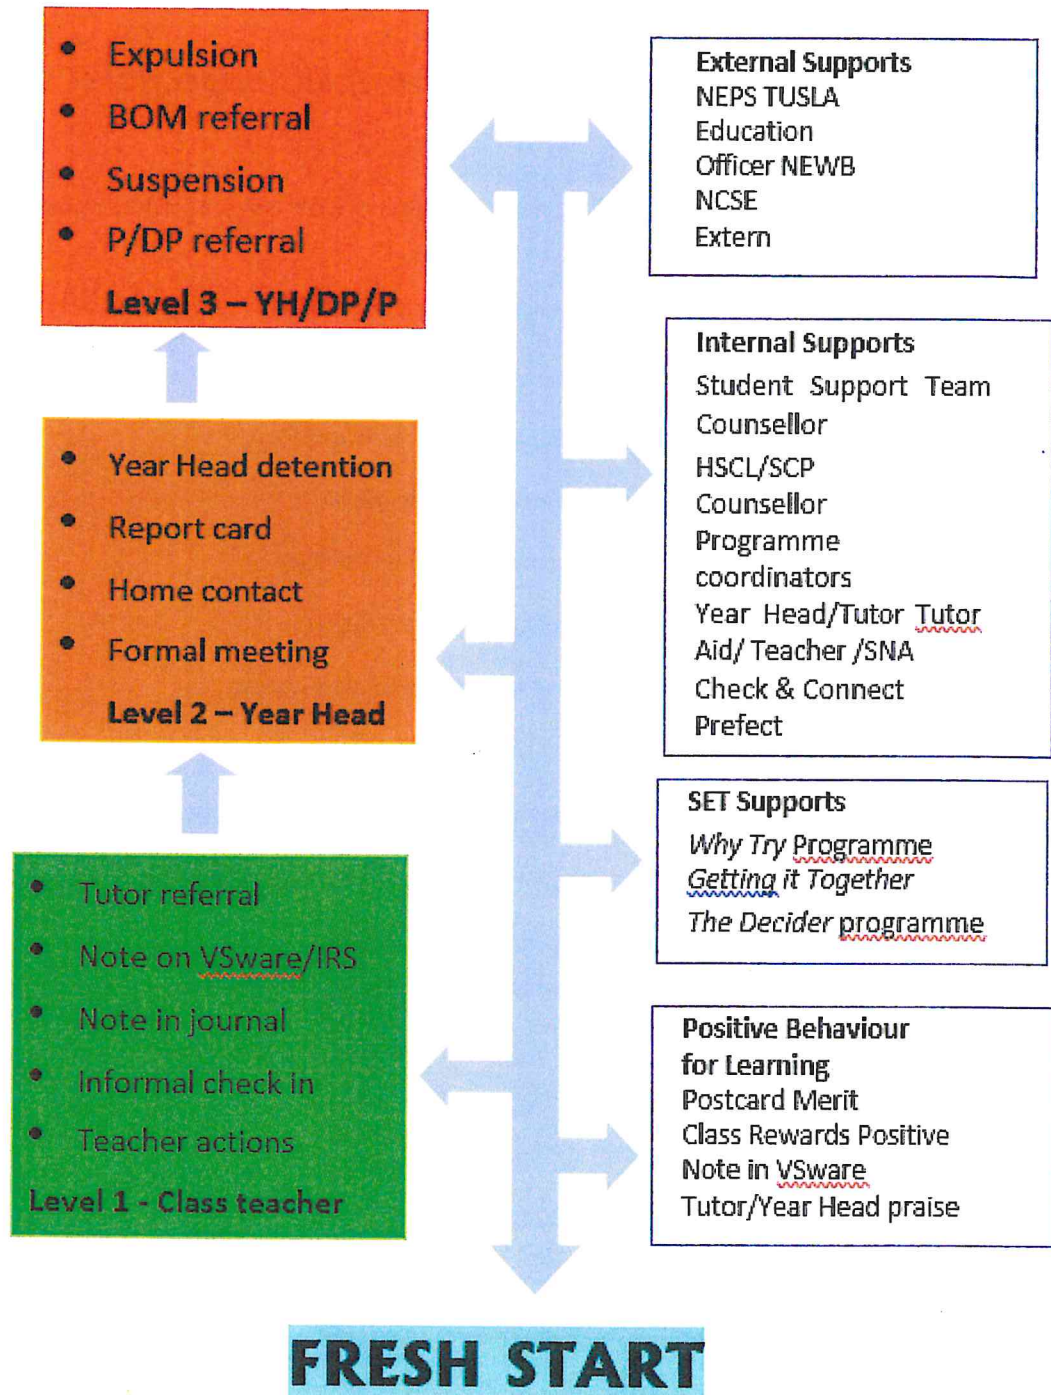 Expulsion
BOM referral
Suspension
P/DP referral
Level 3 – YH/DP/P
Year Head detention
Report card
Home contact
Formal meeting
Level 2 – Year Head
Tutor referral
Note on VSware/IRS
Note in journal
Informal check in
Teacher actions
Level 1 - Class teacher
External Supports
NEPS TUSLA
Education
Officer NEWB
NCSE
Extern
Internal Supports
Student Support Team
Counsellor
HSCL/SCP
Counsellor
Programme
coordinators
Year Head/Tutor Tutor
Aid/ Teacher /SNA
Check & Connect
Prefect
SET Supports
Why Try Programme
Getting it Together
The Decider programme
Positive Behaviour
for Learning
Postcard Merit
Class Rewards Positive
Note in VSware
Tutor/Year Head praise
FRESH START